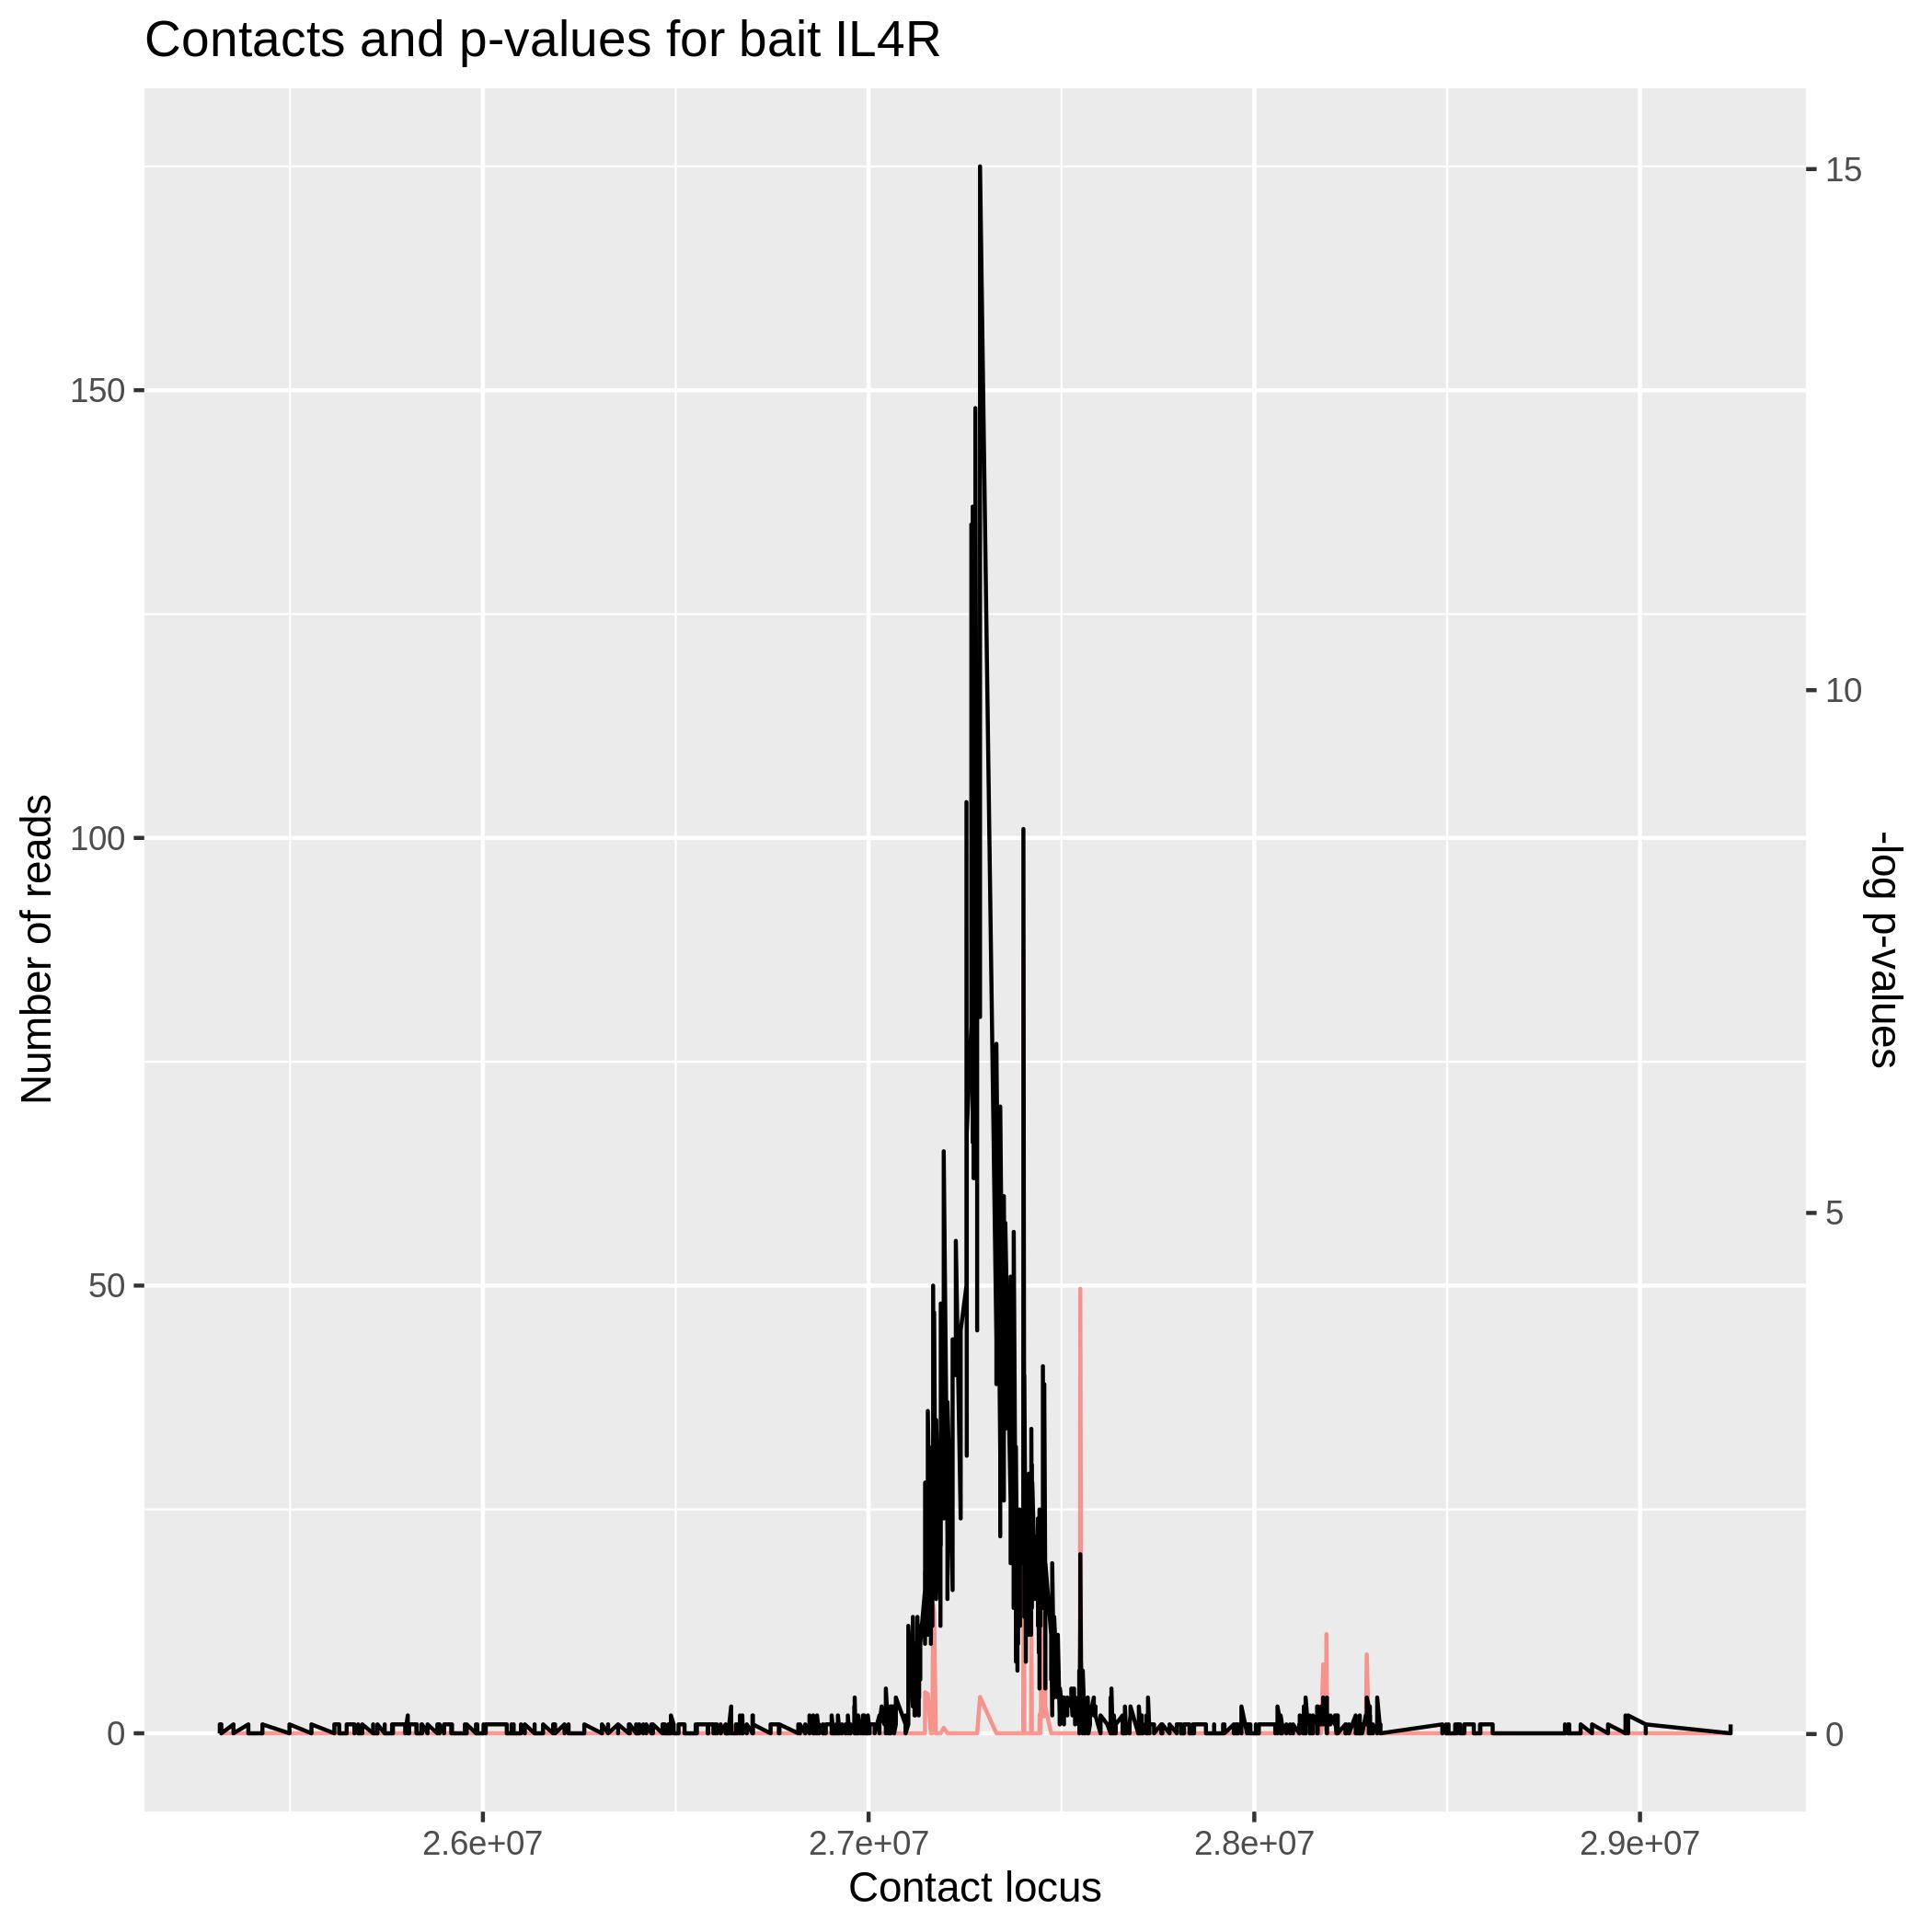 Contacts and p-values for bait IL4R
150
100
50
0
Number of reads
15
10
5
0
-log p-values
2.6e+07
2.7e+07
2.8e+07
2.9e+07
Contact locus